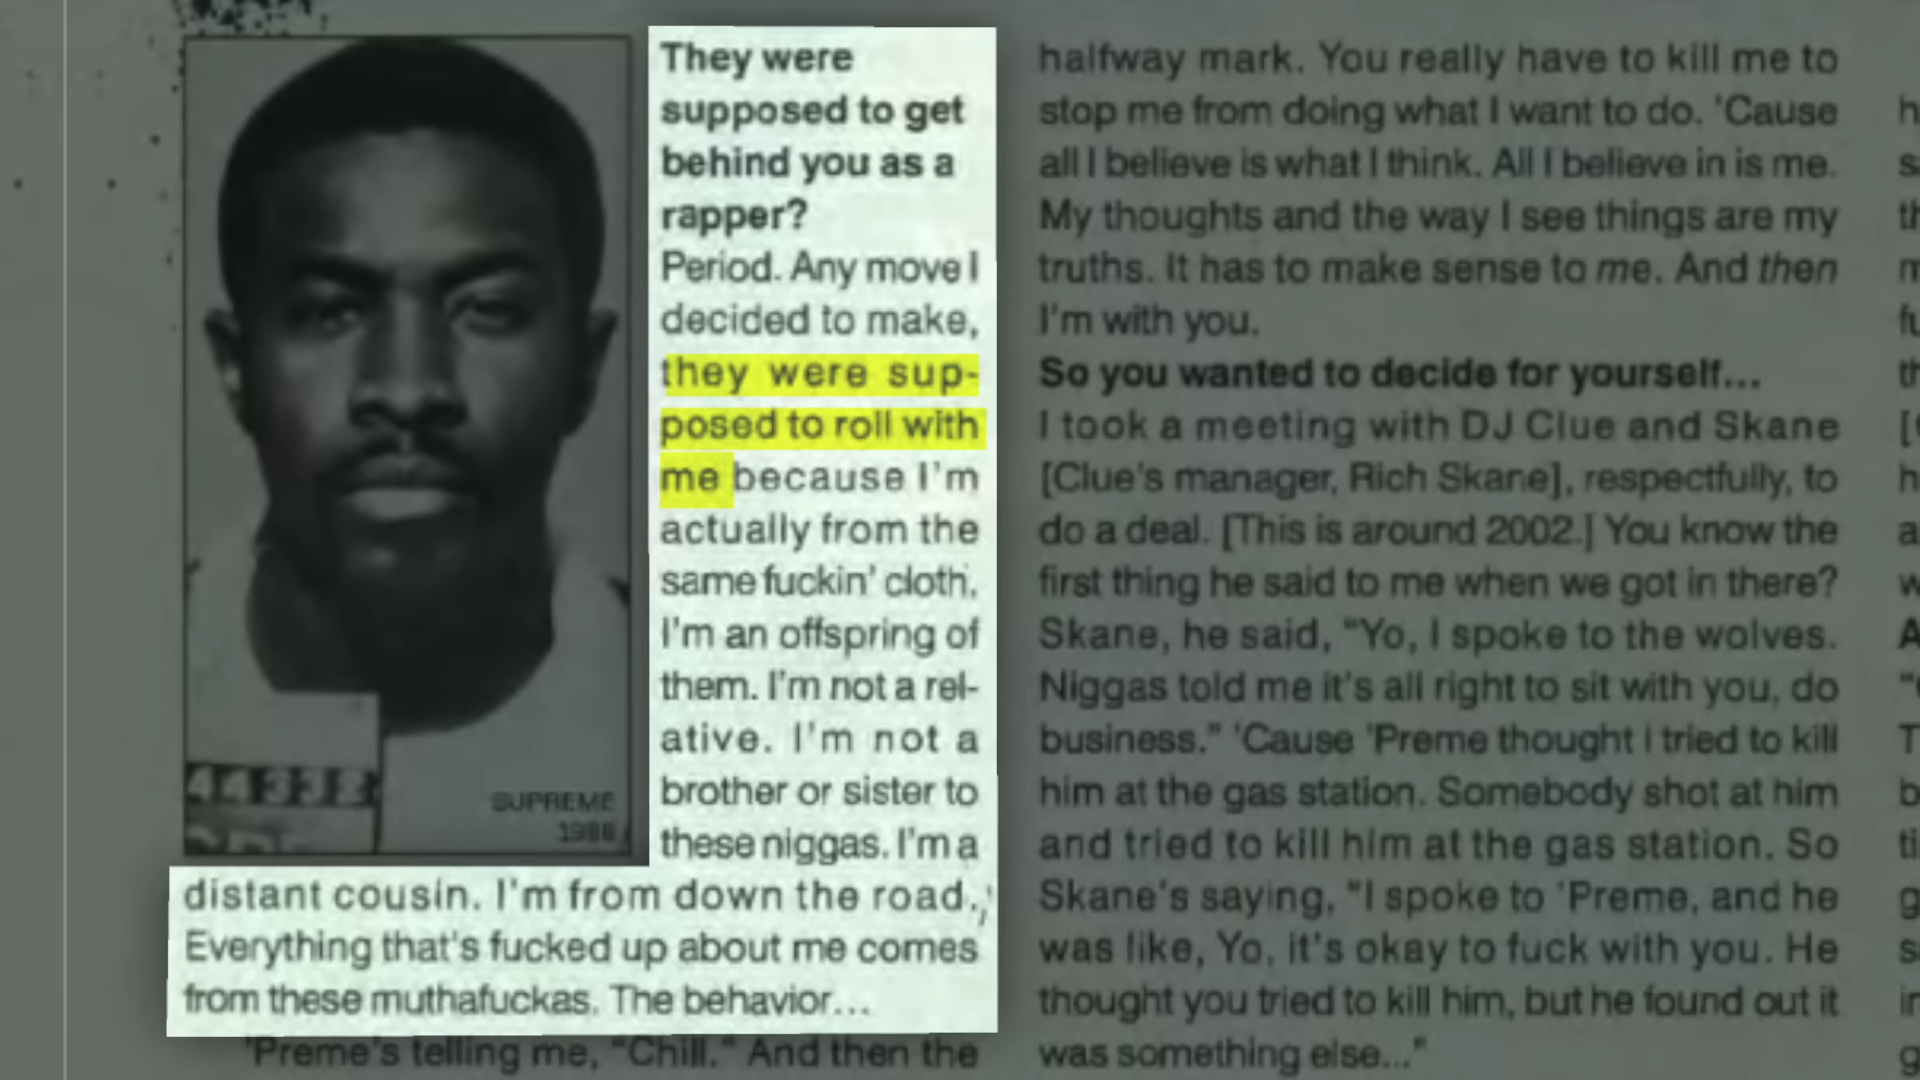 They were
supposed to get
behind you as a
rapper?
Period. Any move I
decided to make,
they were sup-
posed to roll with
me because I'm
actually from the
same fuckin' cloth.
I'm an offspring of
them. I'm not a rel-
ative. I'm not a
brother or sister to
these niggas. I'm a
distant cousin. I'm from down the road.
Everything that's fucked up about me comes
from these muthafuckas. The behavior...
'Preme's telling me, "Chill." And then the
44332
SUPREME
1986
halfway mark. You really have to kill me to
stop me from doing what I want to do. 'Cause
all I believe is what I think. All I believe in is me.
My thoughts and the way I see things are my
truths. It has to make sense to me. And then
I'm with you.
So you wanted to decide for yourself...
I took a meeting with DJ Clue and Skane
[Clue's manager, Rich Skane], respectfully, to
do a deal. [This is around 2002.] You know the
first thing he said to me when we got in there?
Skane, he said, "Yo, I spoke to the wolves.
Niggas told me it's all right to sit with you, do
business." 'Cause 'Preme thought I tried to kill
him at the gas station. Somebody shot at him
and tried to kill him at the gas station. So
Skane's saying, "I spoke to 'Preme, and he
was like, Yo, it's okay to fuck with you. He
thought you tried to kill him, but he found out it
was something else..."